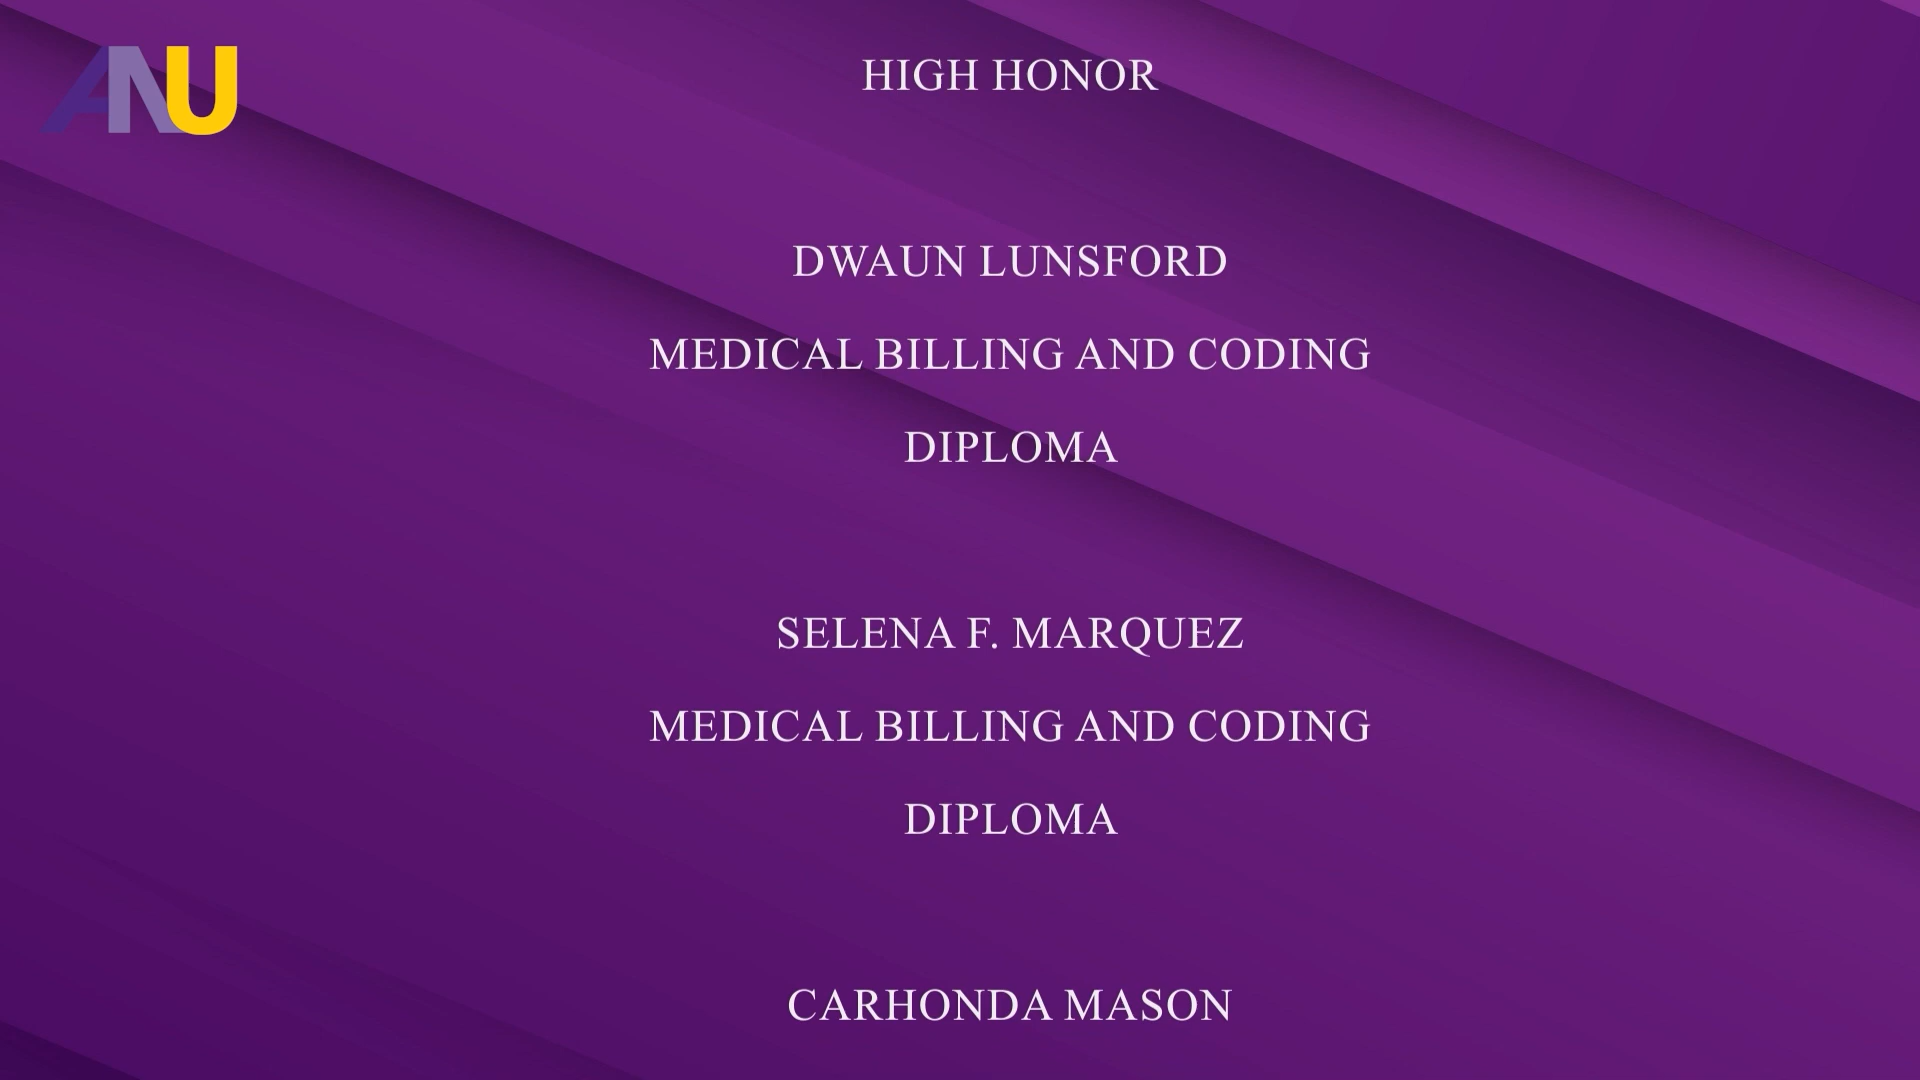 ANU
HIGH HONOR
DWAUN LUNSFORD
MEDICAL BILLING AND CODING
DIPLOMA
SELENA F. MARQUEZ
MEDICAL BILLING AND CODING
DIPLOMA
CARHONDA MASON